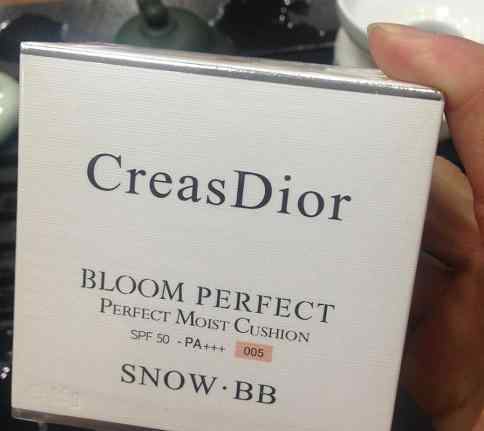 CreasDior
BLOOM PERFECT
PERFECT MOIST CUSHION
SPF 50 - PA+++ 005
SNOW·BB